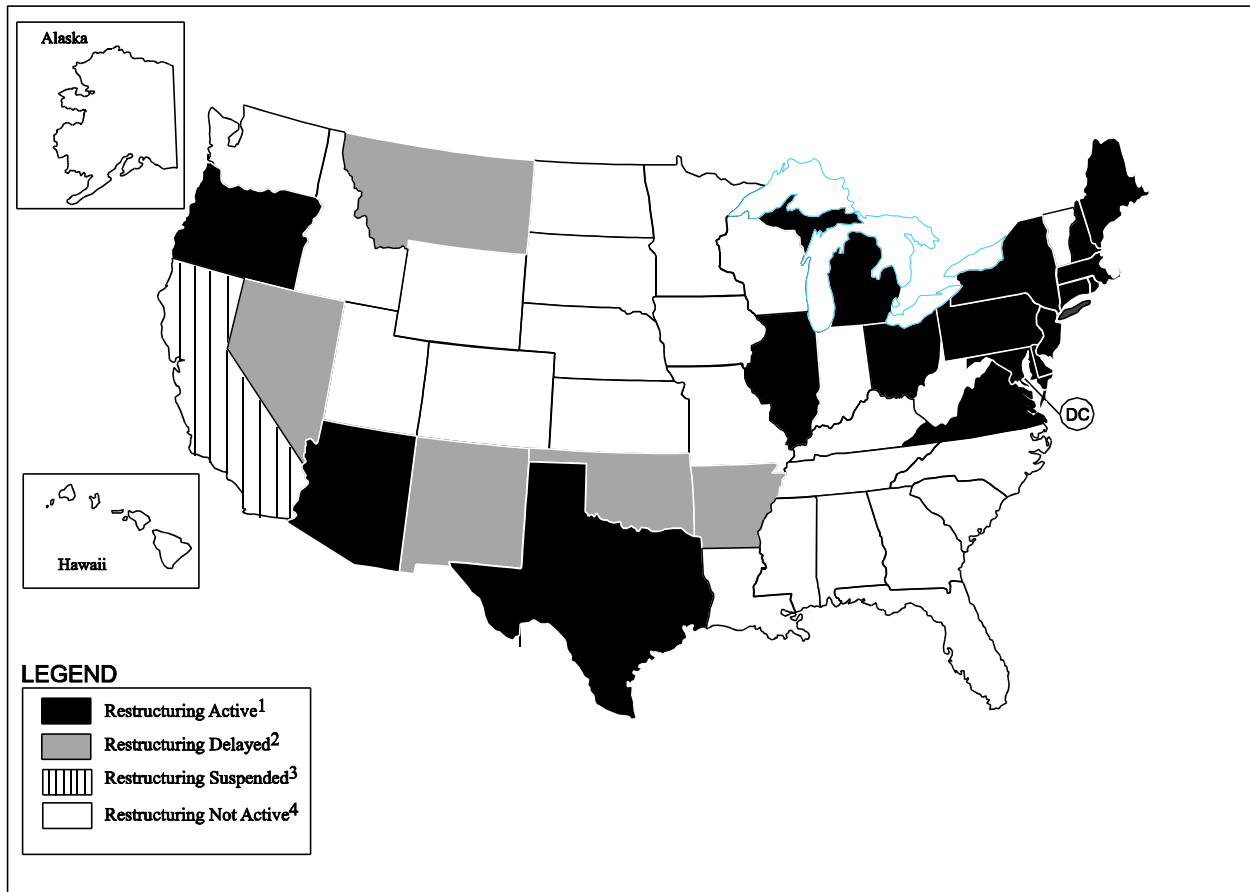 Alaska
DC
Hawaii
LEGEND
Restructuring Active1
Restructuring Delayed2
Restructuring Suspended3
Restructuring Not Active4